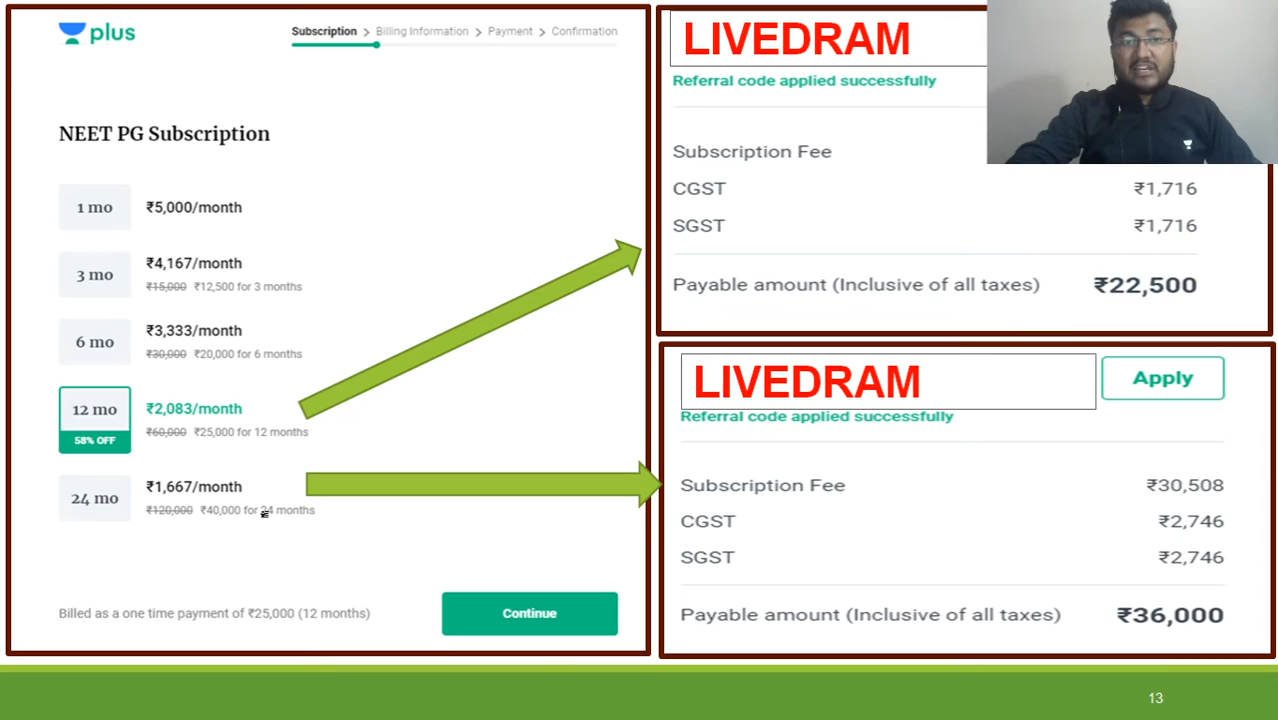 plus
Subscription > Billing Information > Payment > Confirmation
NEET PG Subscription
1 mo ₹5,000/month
3 mo ₹4,167/month
₹15,000 ₹12,500 for 3 months
6 mo ₹3,333/month
₹30,000 ₹20,000 for 6 months
12 mo ₹2,083/month
58% OFF ₹60,000 ₹25,000 for 12 months
24 mo ₹1,667/month
₹120,000 ₹40,000 for 24 months
Billed as a one time payment of ₹25,000 (12 months) Continue
LIVEDRAM
Referral code applied successfully
Subscription Fee
CGST ₹1,716
SGST ₹1,716
Payable amount (Inclusive of all taxes) ₹22,500
LIVEDRAM Apply
Referral code applied successfully
Subscription Fee ₹30,508
CGST ₹2,746
SGST ₹2,746
Payable amount (Inclusive of all taxes) ₹36,000
13